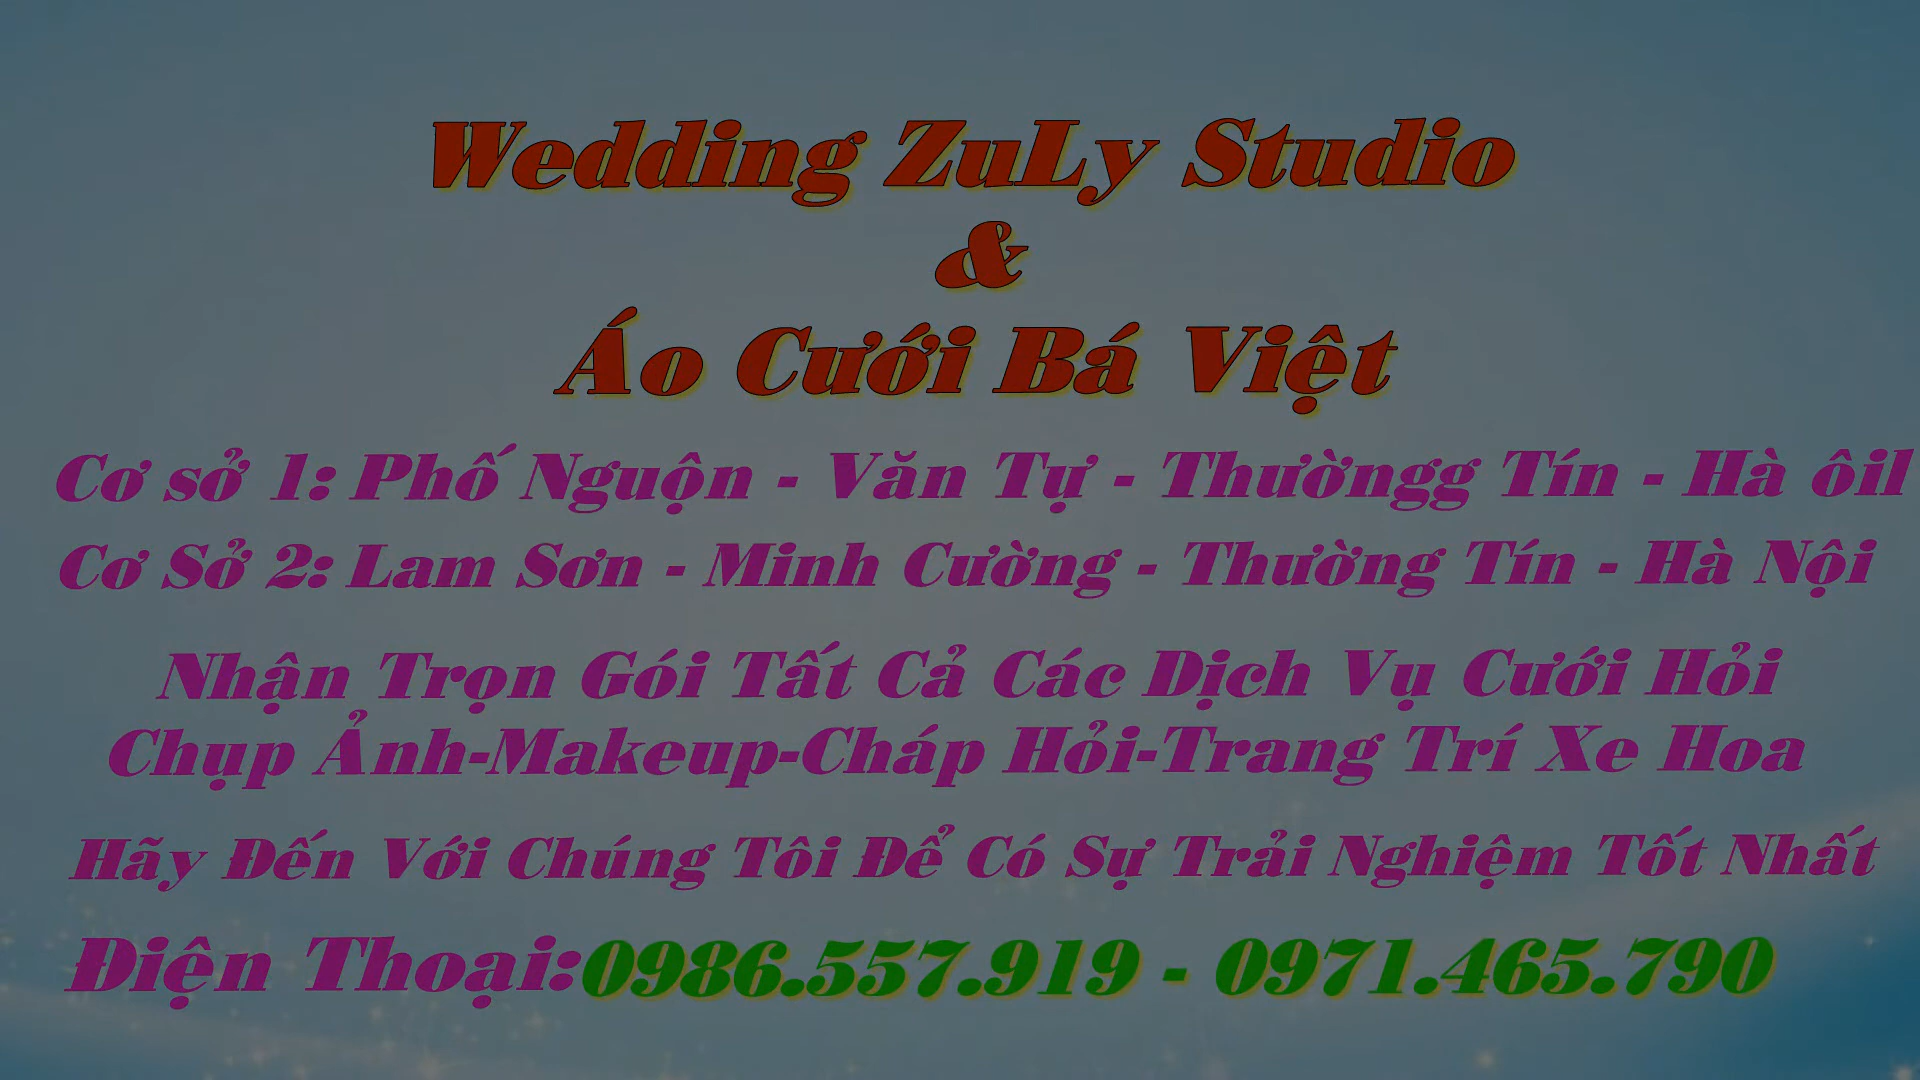 Wedding ZuLy Studio
&
Áo Cưới Bá Việt
Cơ sở 1: Phố Nguộn - Văn Tự - Thườngg Tín - Hà ôil
Cơ Sở 2: Lam Sơn - Minh Cường - Thường Tín - Hà Nội
Nhận Trọn Gói Tất Cả Các Dịch Vụ Cưới Hỏi
Chụp Ảnh-Makeup-Cháp Hỏi-Trang Trí Xe Hoa
Hãy Đến Với Chúng Tôi Để Có Sự Trải Nghiệm Tốt Nhất
Điện Thoại:0986.557.919 - 0971.465.790